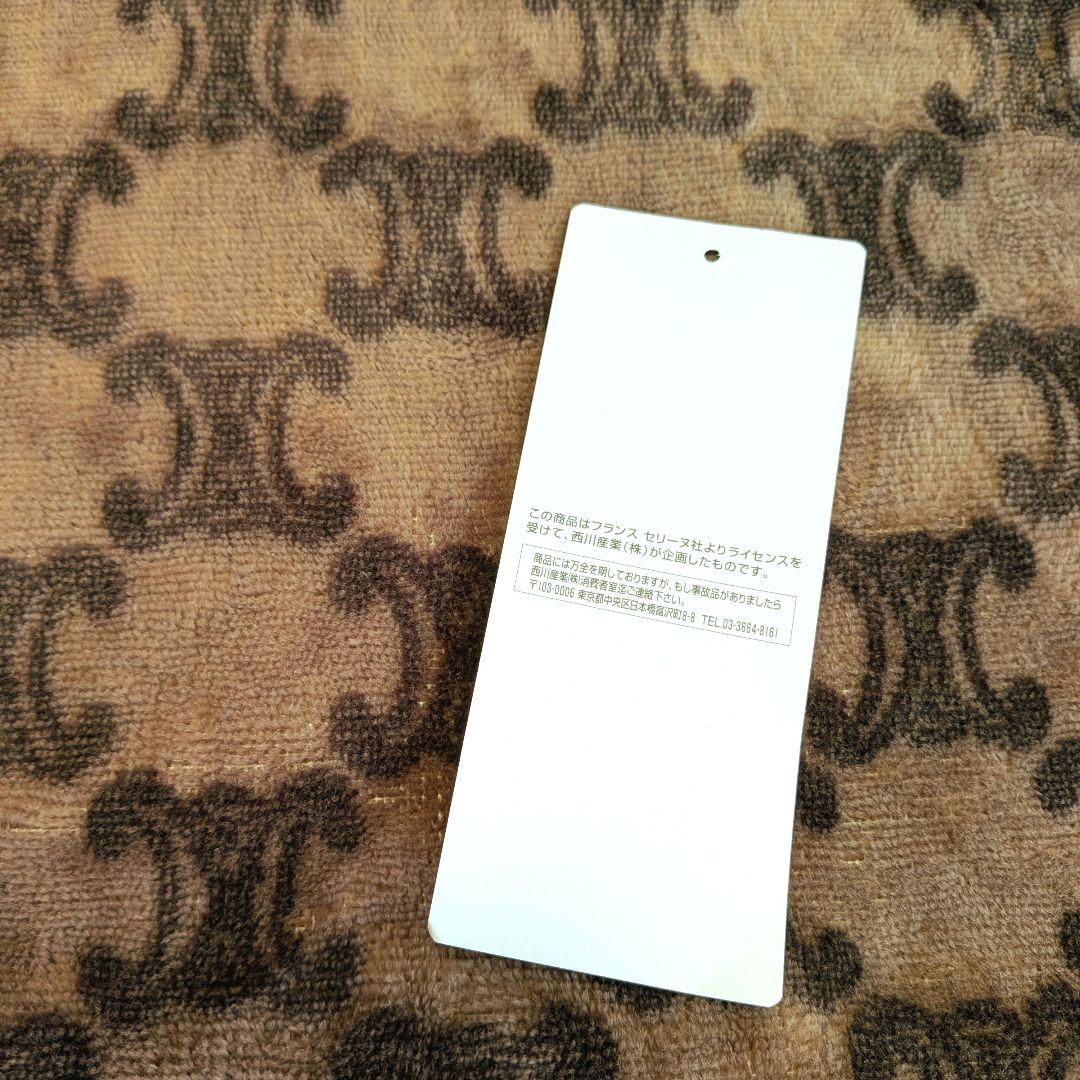 この商品はフランス セリーヌ社よりライセンスを
受けて、西川産業(株)が企画したものです。
商品には万全を期しておりますが、もし事故品がありましたら
西川産業(株)消費者室迄ご連絡下さい。
〒103-0006 東京都中央区日本橋富沢町8-8 TEL.03-3664-8161